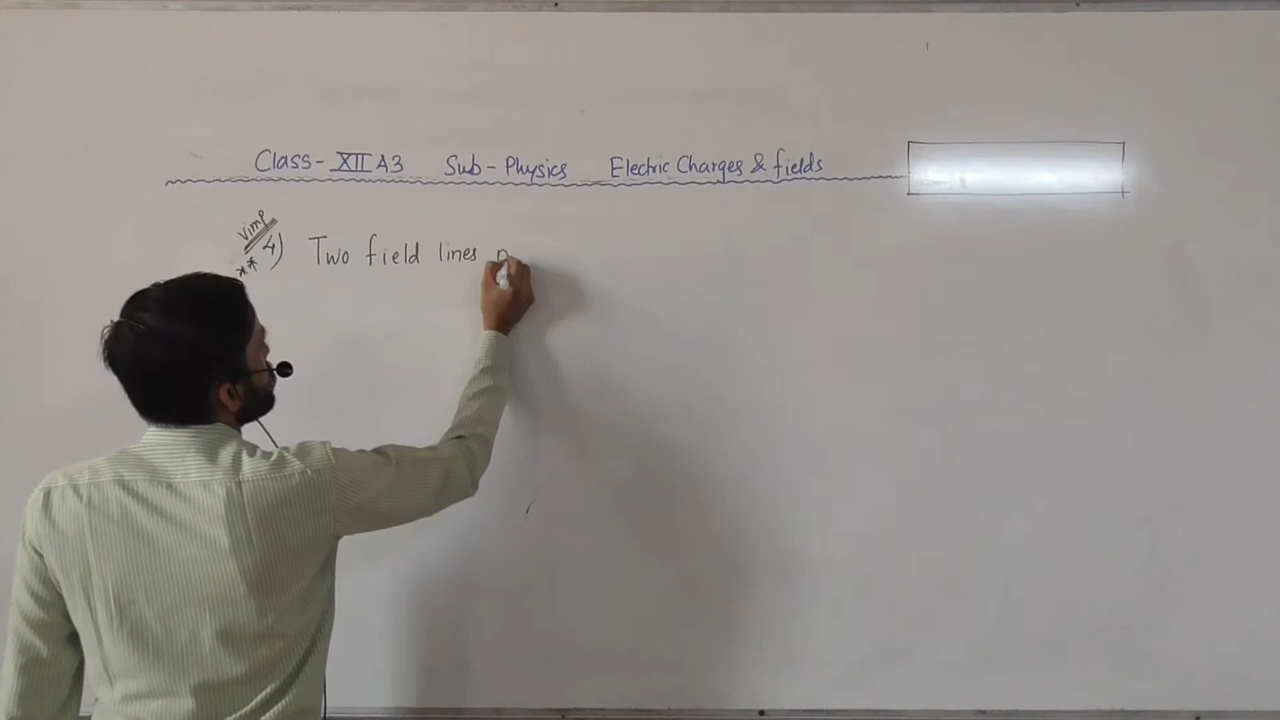 Class - XII A3 Sub - Physics Electric Charges & fields
Vimp
** 4) Two field lines